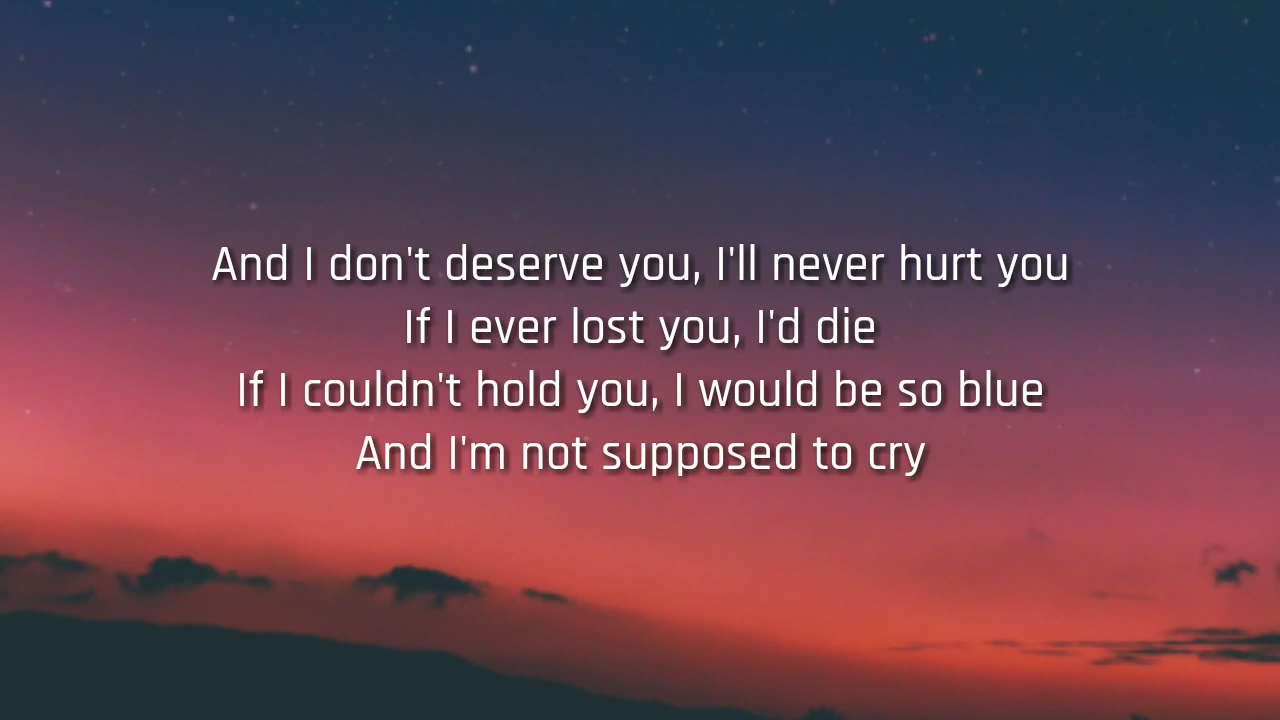 And I don't deserve you, I'll never hurt you
If I ever lost you, I'd die
If I couldn't hold you, I would be so blue
And I'm not supposed to cry